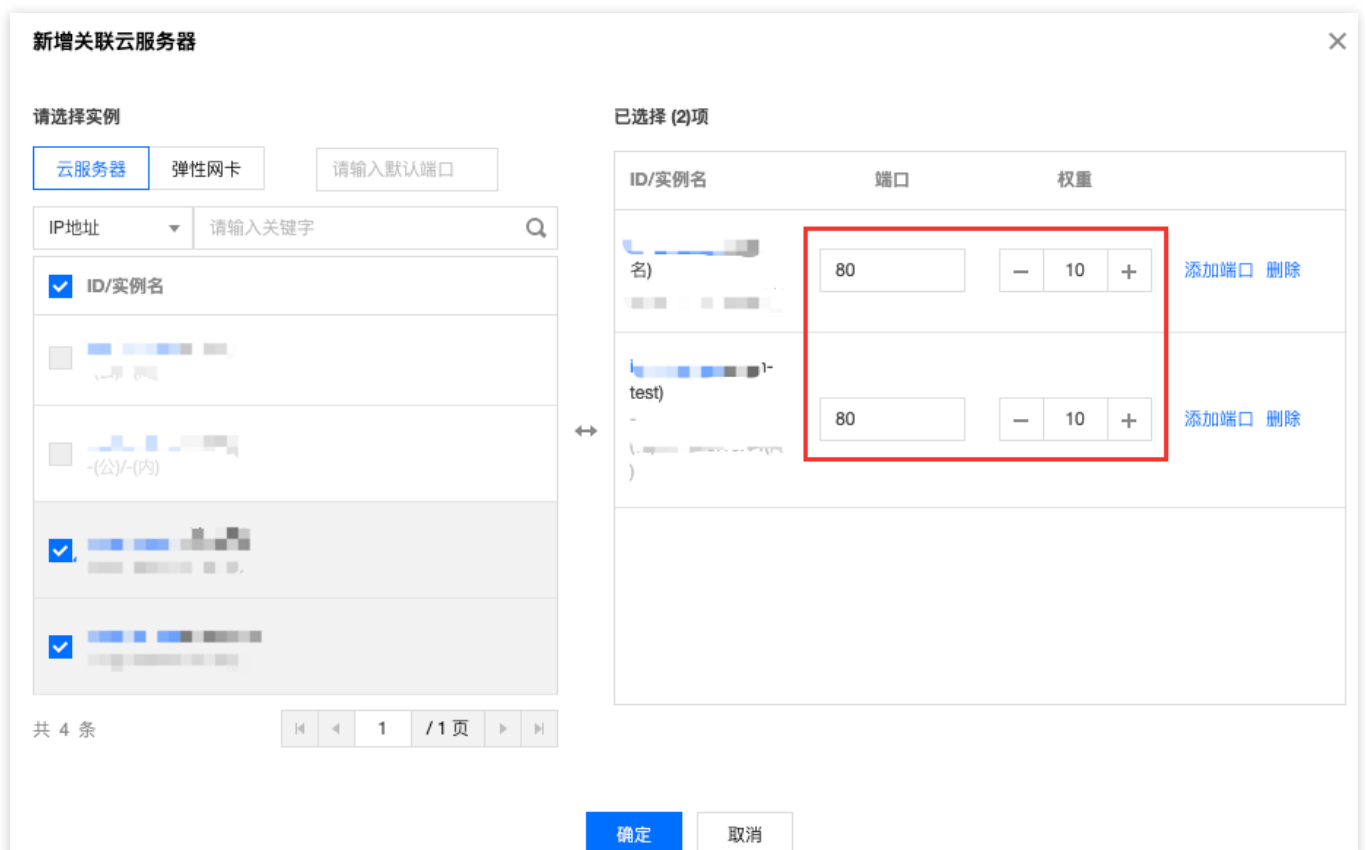 新增关联云服务器
请选择实例
云服务器 弹性网卡 请输入默认端口
IP地址 请输入关键字
ID/实例名
-(公)/-(内)
共 4 条 1 / 1 页
已选择 (2)项
ID/实例名 端口 权重
名)
80 10 添加端口 删除
test)
-
80 10 添加端口 删除
)
确定 取消